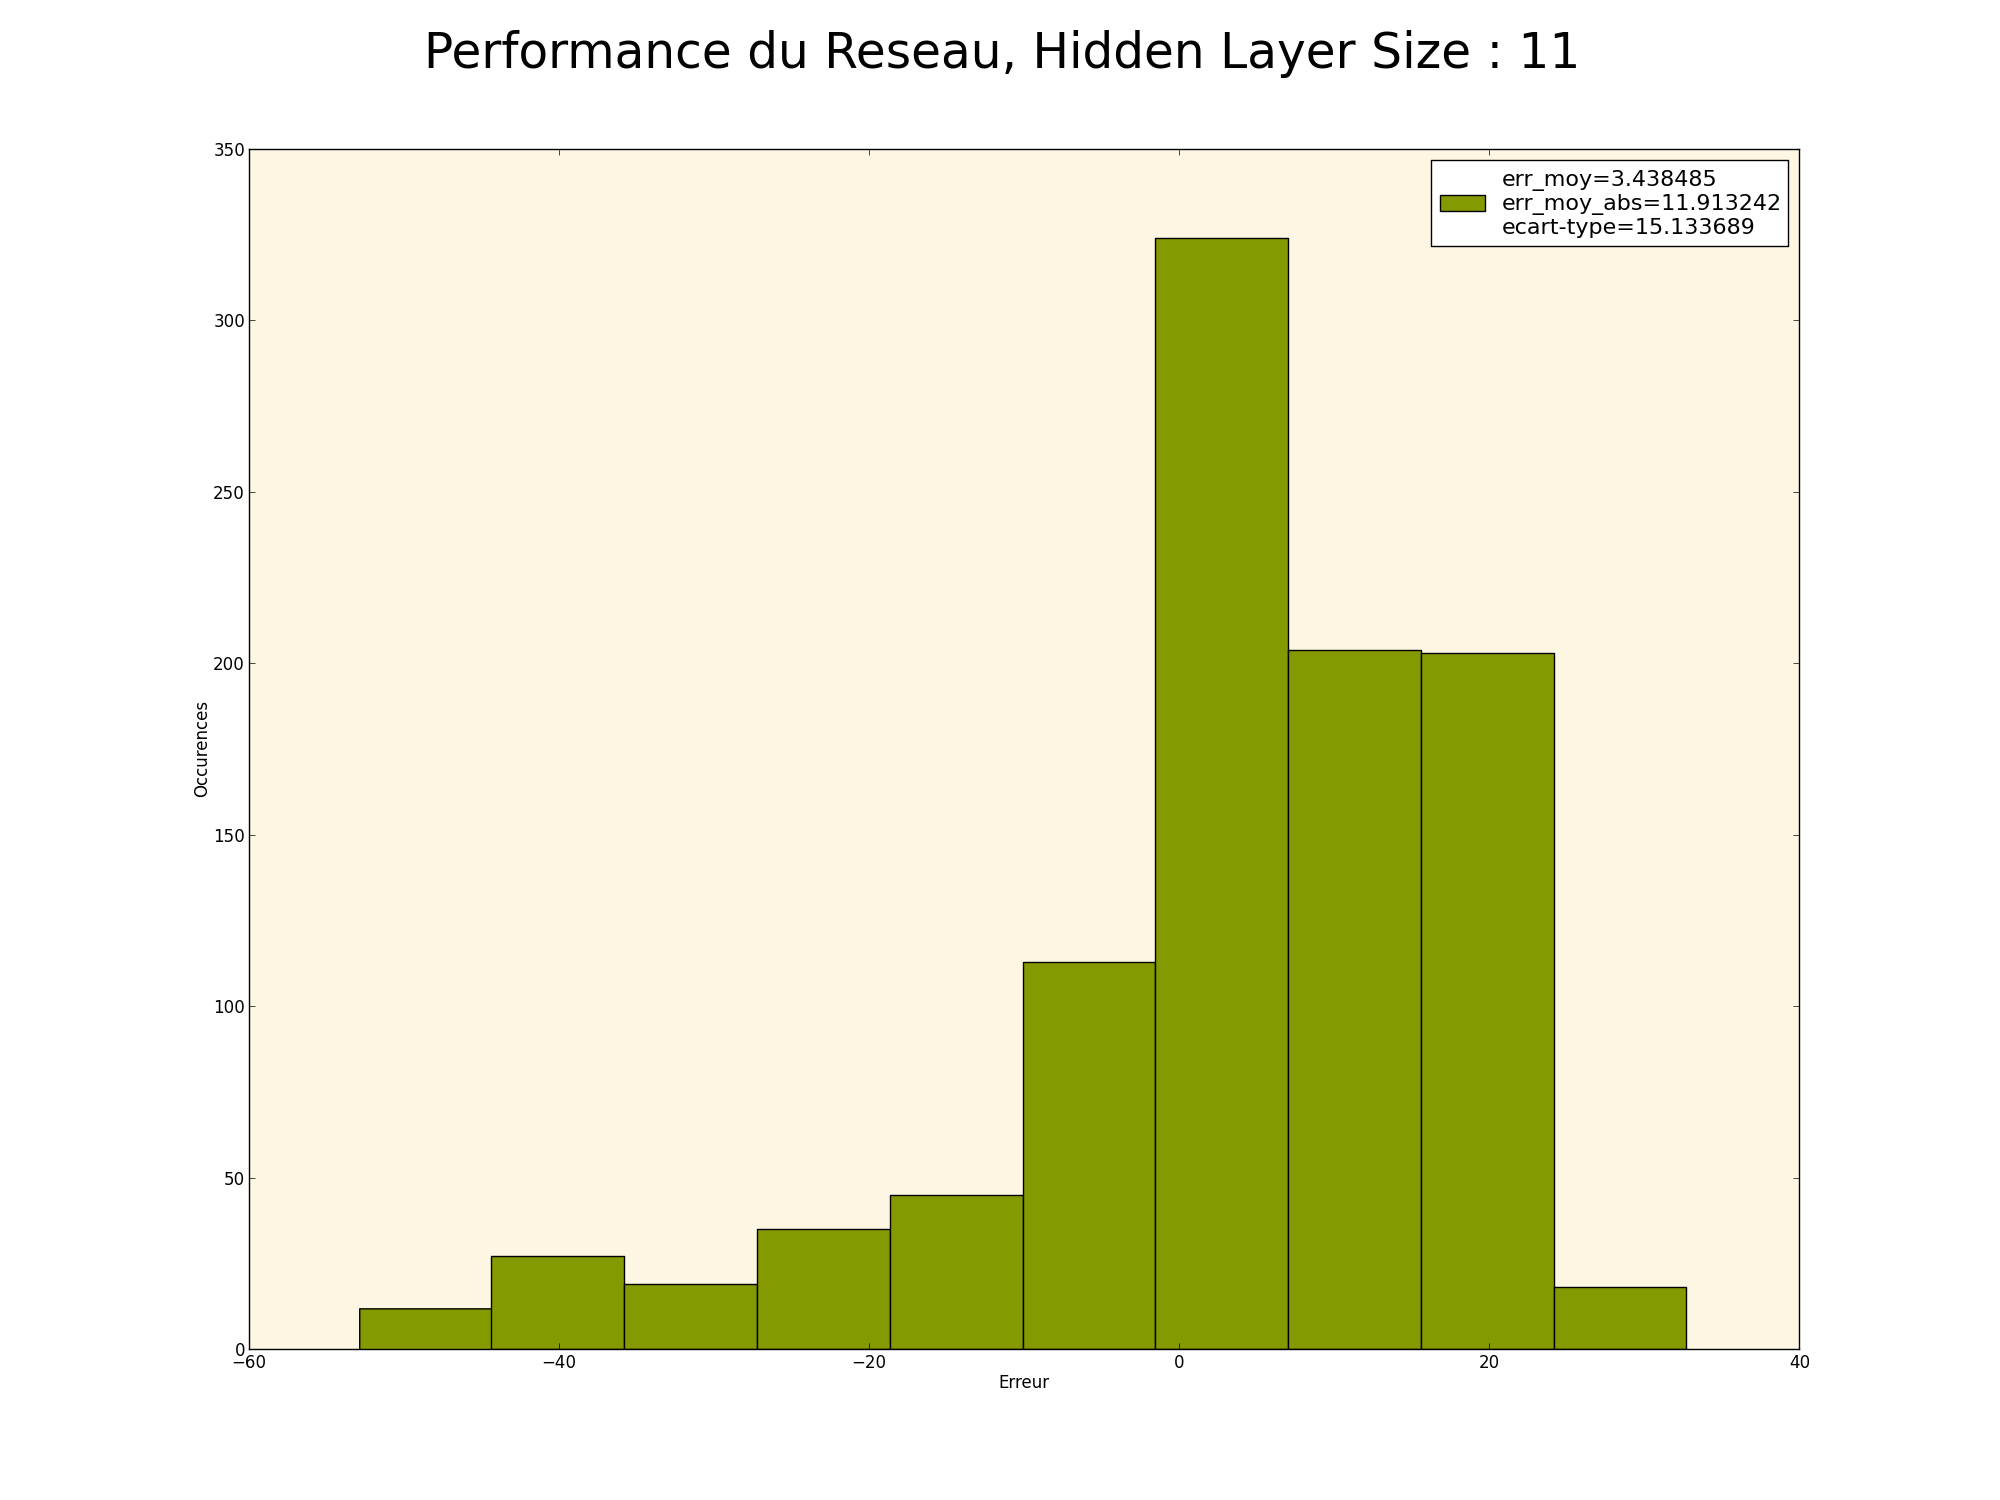 Performance du Reseau, Hidden Layer Size : 11
err_moy=3.438485
err_moy_abs=11.913242
ecart-type=15.133689
350
300
250
200
150
100
50
0
Occurences
−60 −40 −20 0 20 40
Erreur